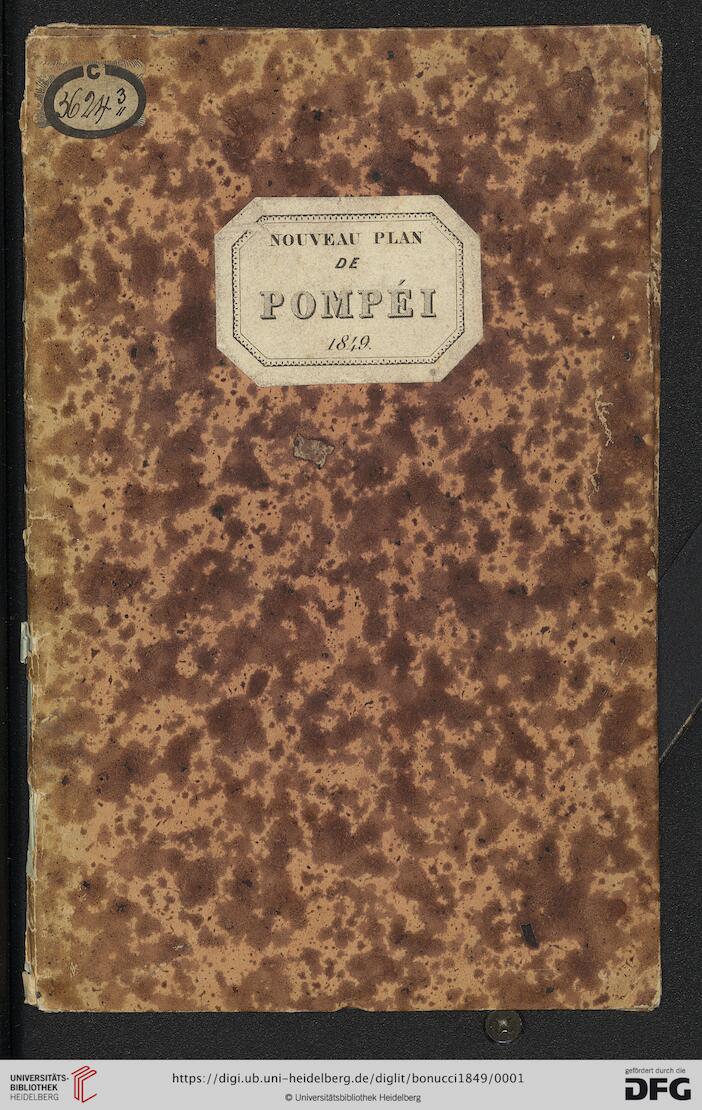 C
3624 3
NOUVEAU PLAN
DE
POMPÉI
1849.
UNIVERSITÄTS-
BIBLIOTHEK
HEIDELBERG
https://digi.ub.uni-heidelberg.de/diglit/bonucci1849/0001
© Universitätsbibliothek Heidelberg
gefördert durch die
DFG